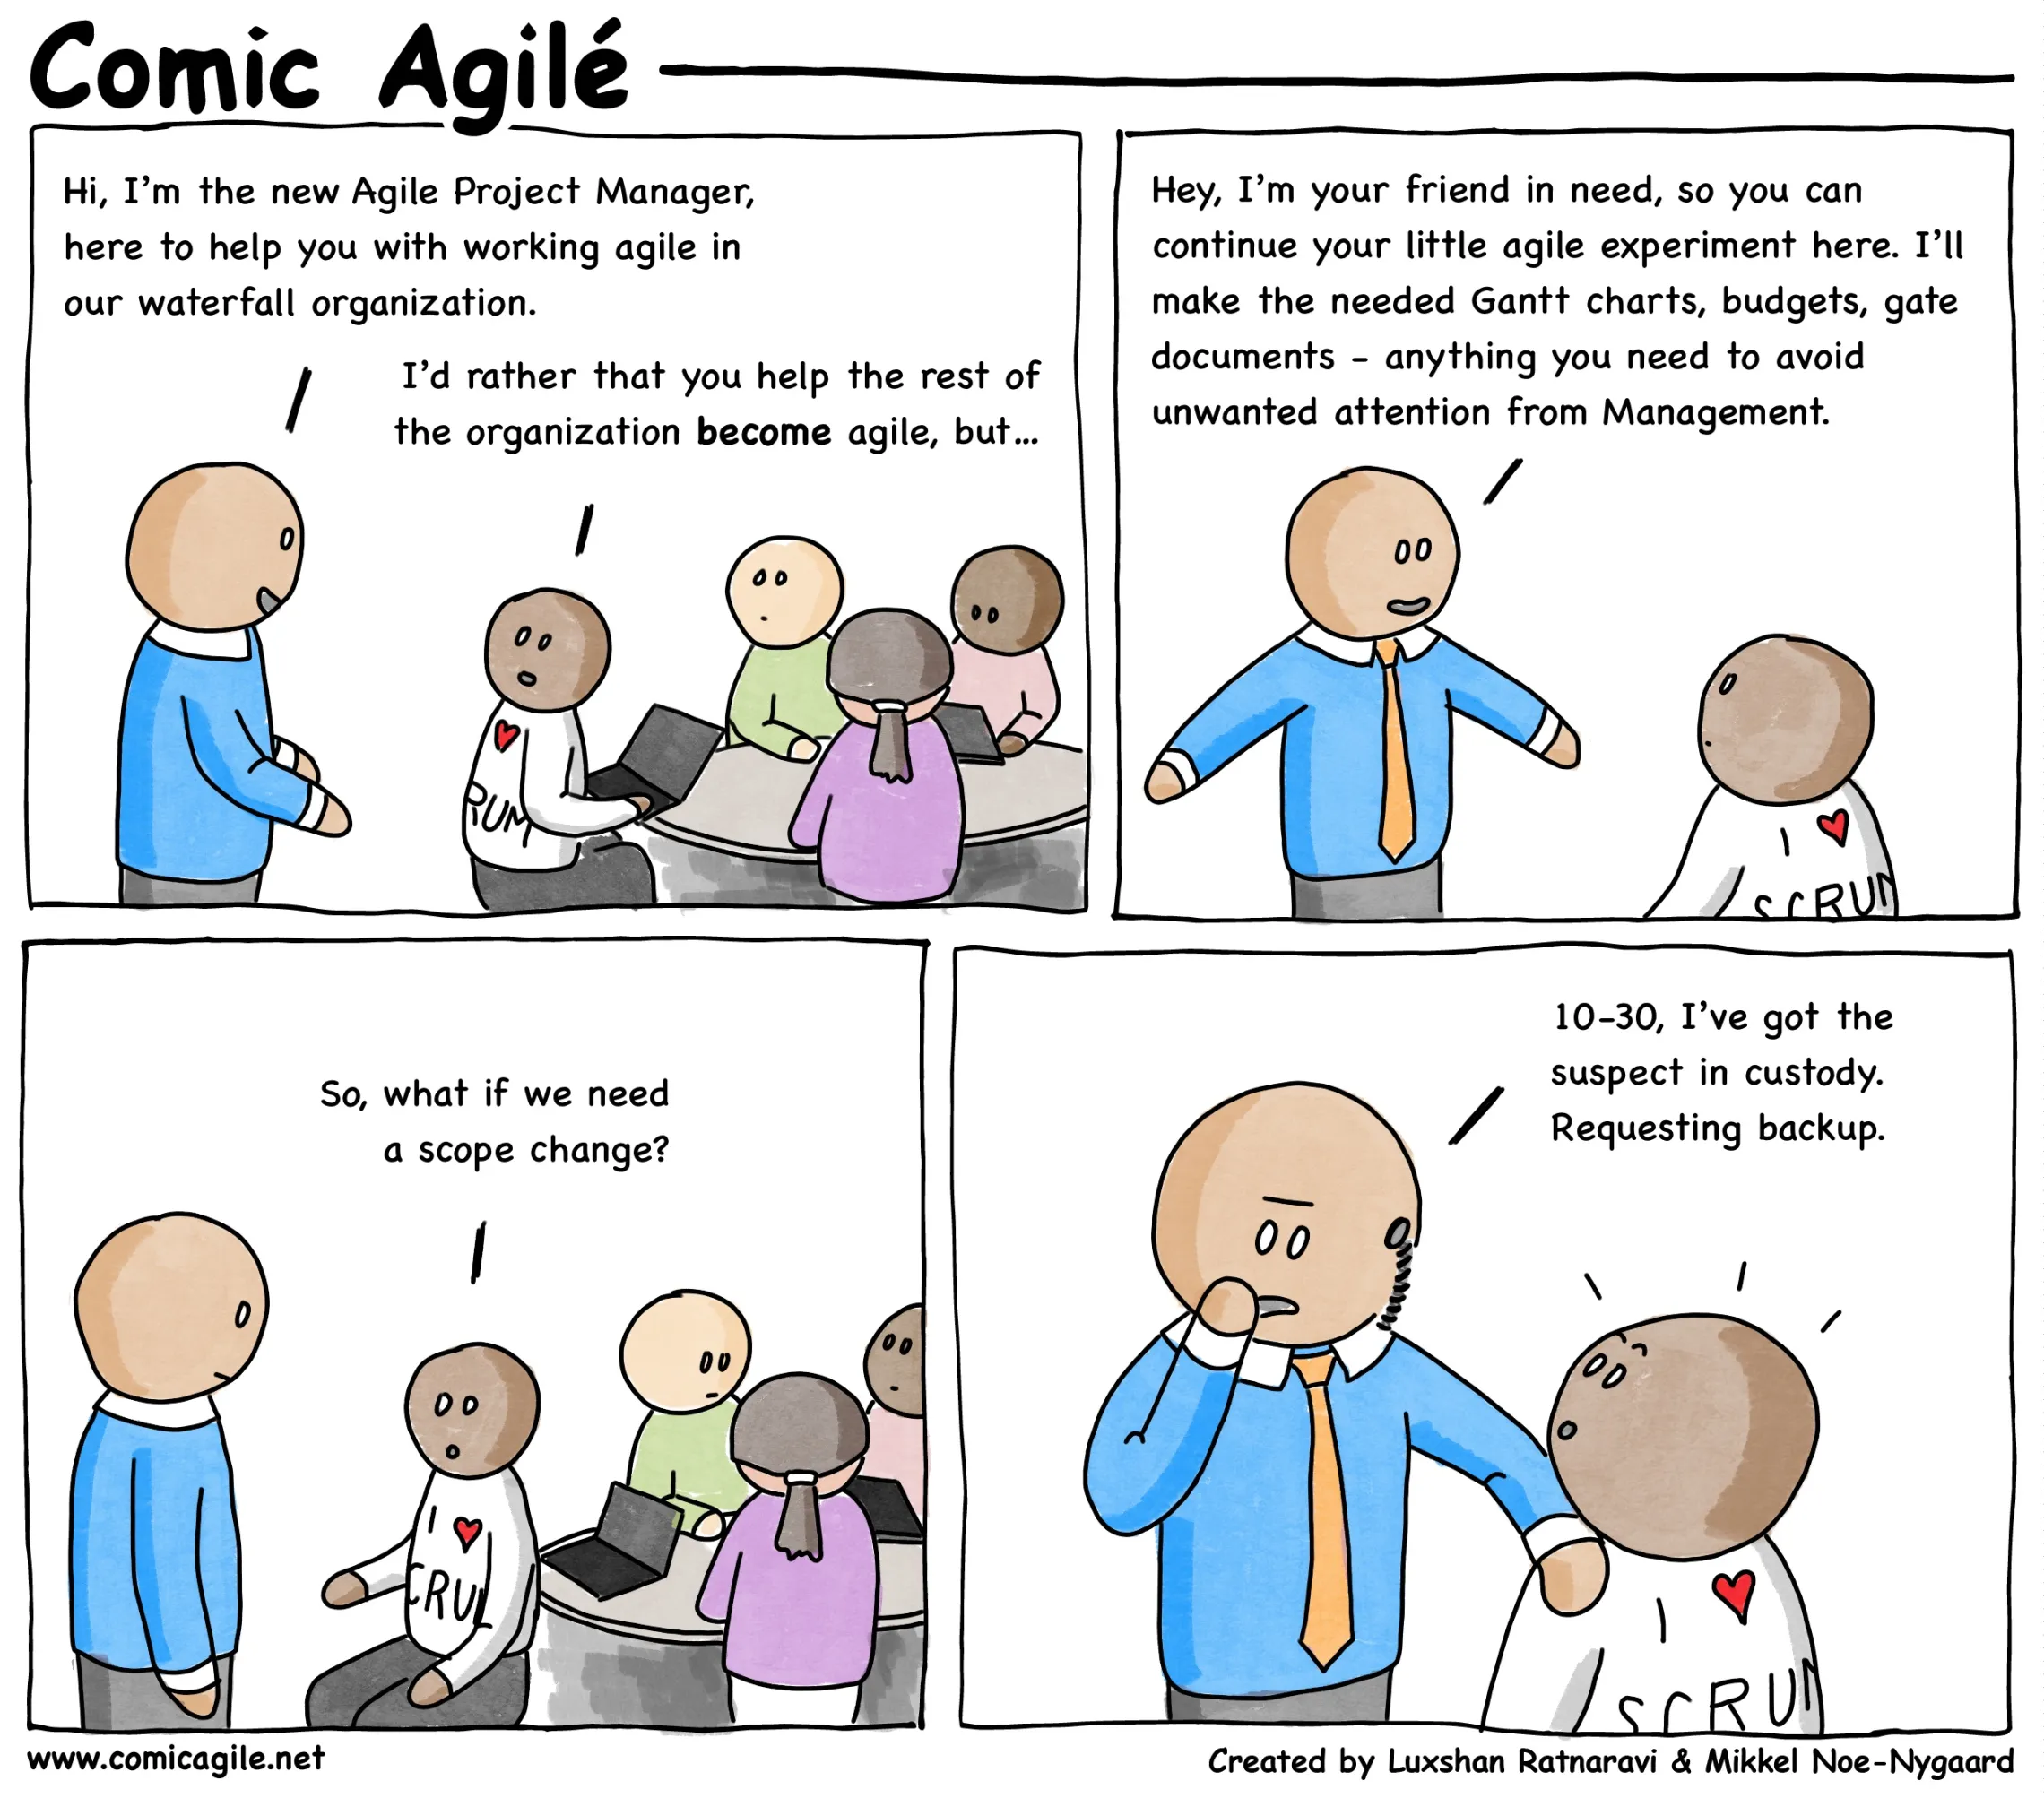 Comic Agilé
Hi, I'm the new Agile Project Manager,
here to help you with working agile in
our waterfall organization.
I'd rather that you help the rest of
the organization become agile, but...
RUM
Hey, I'm your friend in need, so you can
continue your little agile experiment here. I'll
make the needed Gantt charts, budgets, gate
documents – anything you need to avoid
unwanted attention from Management.
I ♥
SCRUM
So, what if we need
a scope change?
I ♥
CRUM
10-30, I've got the
suspect in custody.
Requesting backup.
I ♥
SCRUM
www.comicagile.net
Created by Luxshan Ratnaravi & Mikkel Noe-Nygaard